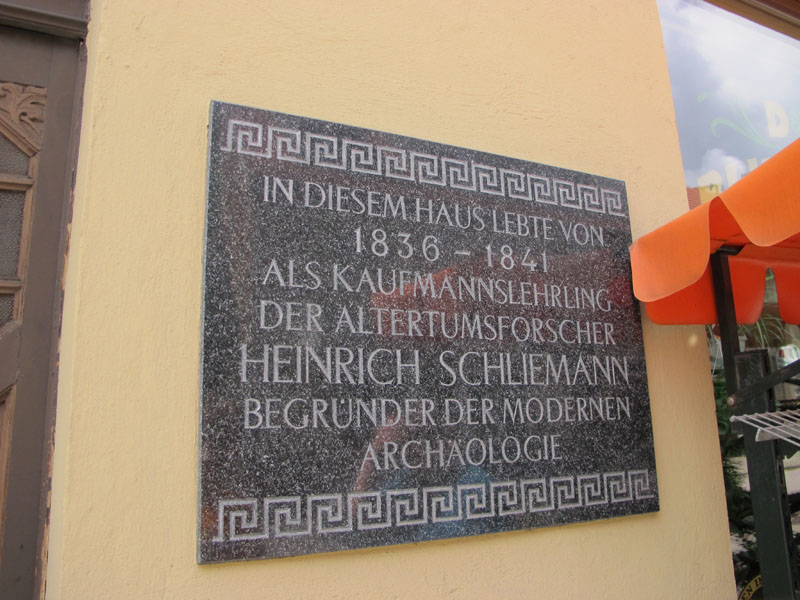 IN DIESEM HAUS LEBTE VON
1836 – 1841
ALS KAUFMANNSLEHRLING
DER ALTERTUMSFORSCHER
HEINRICH SCHLIEMANN
BEGRÜNDER DER MODERNEN
ARCHÄOLOGIE